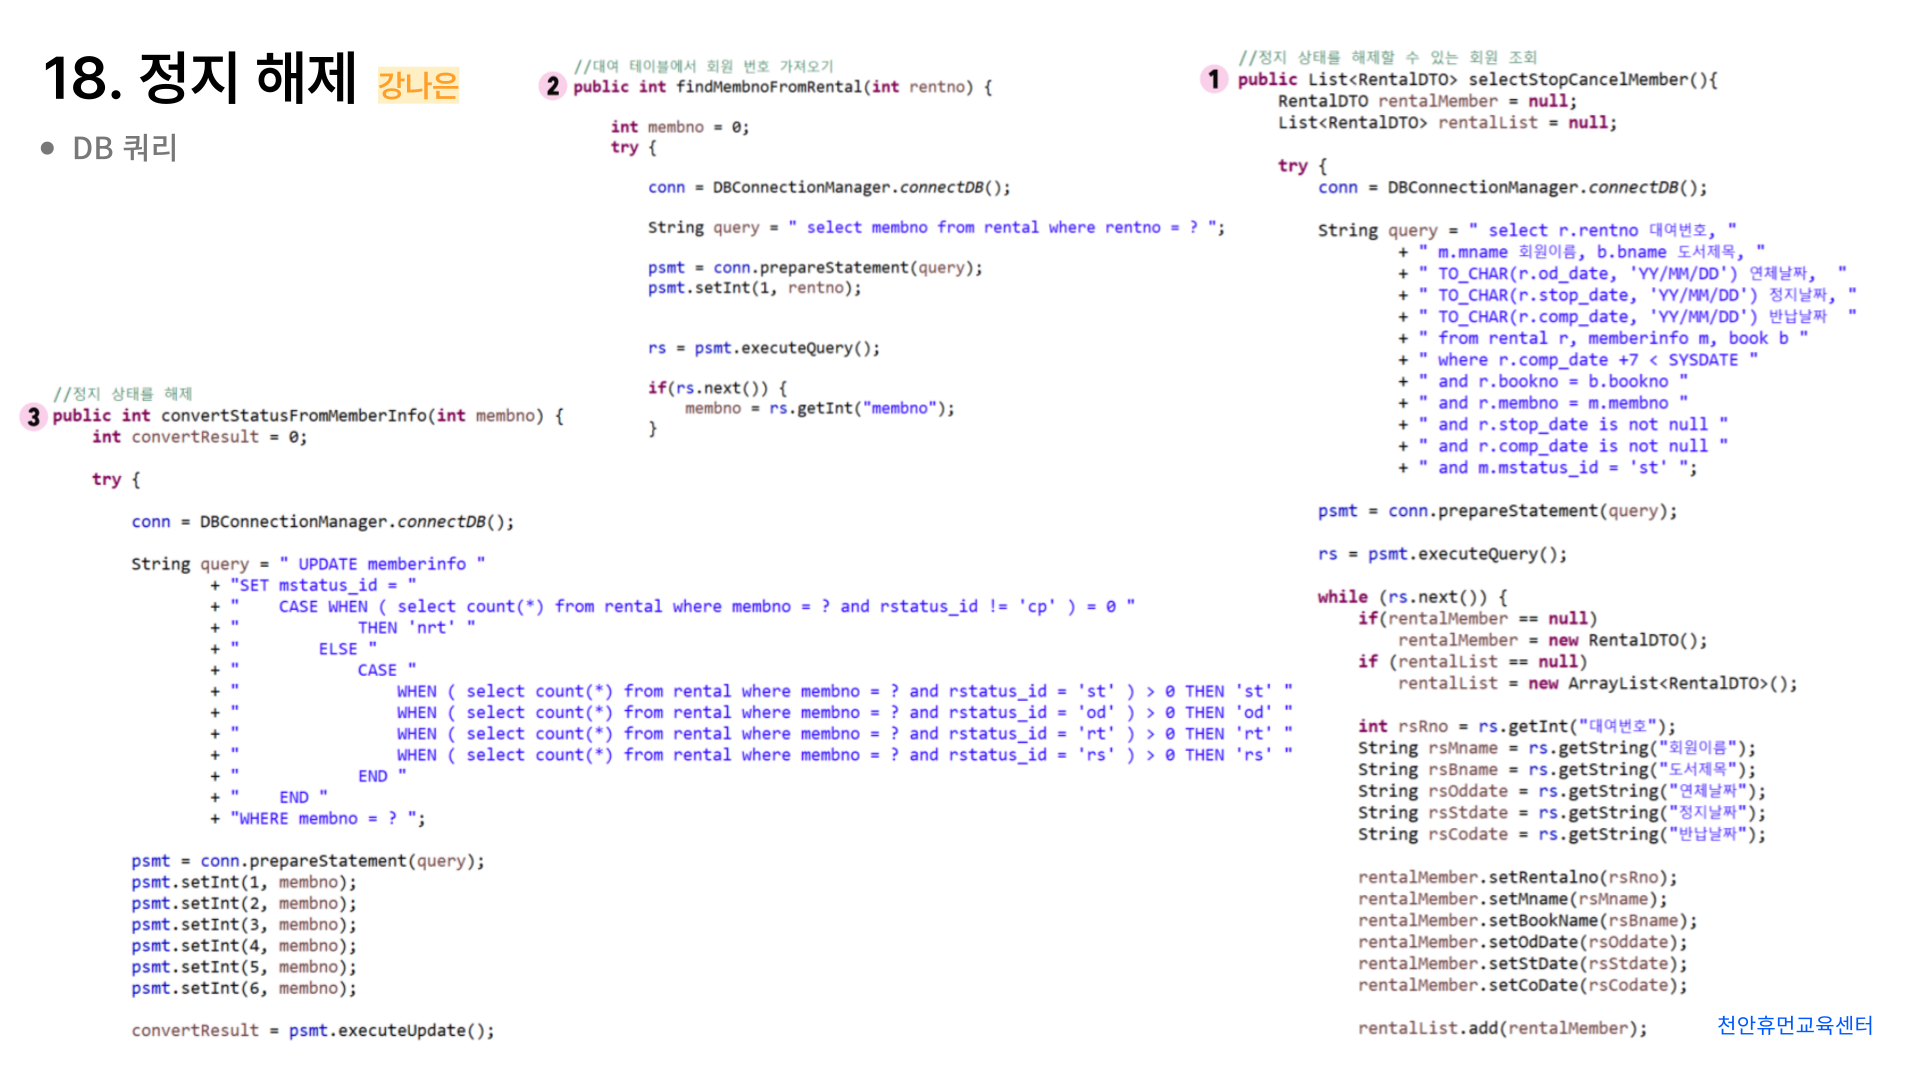 18. 정지 해제 강나은
• DB 쿼리
1
//정지 상태를 해제할 수 있는 회원 조회
public List<RentalDTO> selectStopCancelMember(){
RentalDTO rentalMember = null;
List<RentalDTO> rentalList = null;
try {
conn = DBConnectionManager.connectDB();
String query = " select r.rentno 대여번호, "
+ " m.mname 회원이름, b.bname 도서제목, "
+ " TO_CHAR(r.od_date, 'YY/MM/DD') 연체날짜,  "
+ " TO_CHAR(r.stop_date, 'YY/MM/DD') 정지날짜, "
+ " TO_CHAR(r.comp_date, 'YY/MM/DD') 반납날짜  "
+ " from rental r, memberinfo m, book b "
+ " where r.comp_date +7 < SYSDATE "
+ " and r.bookno = b.bookno "
+ " and r.membno = m.membno "
+ " and r.stop_date is not null "
+ " and r.comp_date is not null "
+ " and m.mstatus_id = 'st' ";
psmt = conn.prepareStatement(query);
rs = psmt.executeQuery();
while (rs.next()) {
if(rentalMember == null)
rentalMember = new RentalDTO();
if (rentalList == null)
rentalList = new ArrayList<RentalDTO>();
int rsRno = rs.getInt("대여번호");
String rsMname = rs.getString("회원이름");
String rsBname = rs.getString("도서제목");
String rsOddate = rs.getString("연체날짜");
String rsStdate = rs.getString("정지날짜");
String rsCodate = rs.getString("반납날짜");
rentalMember.setRentalno(rsRno);
rentalMember.setMname(rsMname);
rentalMember.setBookName(rsBname);
rentalMember.setOdDate(rsOddate);
rentalMember.setStDate(rsStdate);
rentalMember.setCoDate(rsCodate);
rentalList.add(rentalMember);
2
//대여 테이블에서 회원 번호 가져오기
public int findMembnoFromRental(int rentno) {
int membno = 0;
try {
conn = DBConnectionManager.connectDB();
String query = " select membno from rental where rentno = ? ";
psmt = conn.prepareStatement(query);
psmt.setInt(1, rentno);
rs = psmt.executeQuery();
if(rs.next()) {
membno = rs.getInt("membno");
}
3
//정지 상태를 해제
public int convertStatusFromMemberInfo(int membno) {
int convertResult = 0;
try {
conn = DBConnectionManager.connectDB();
String query = " UPDATE memberinfo "
+ "SET mstatus_id = "
+ "    CASE WHEN ( select count(*) from rental where membno = ? and rstatus_id != 'cp' ) = 0 "
+ "            THEN 'nrt' "
+ "        ELSE "
+ "            CASE "
+ "                WHEN ( select count(*) from rental where membno = ? and rstatus_id = 'st' ) > 0 THEN 'st' "
+ "                WHEN ( select count(*) from rental where membno = ? and rstatus_id = 'od' ) > 0 THEN 'od' "
+ "                WHEN ( select count(*) from rental where membno = ? and rstatus_id = 'rt' ) > 0 THEN 'rt' "
+ "                WHEN ( select count(*) from rental where membno = ? and rstatus_id = 'rs' ) > 0 THEN 'rs' "
+ "            END "
+ "    END "
+ "WHERE membno = ? ";
psmt = conn.prepareStatement(query);
psmt.setInt(1, membno);
psmt.setInt(2, membno);
psmt.setInt(3, membno);
psmt.setInt(4, membno);
psmt.setInt(5, membno);
psmt.setInt(6, membno);
convertResult = psmt.executeUpdate();
천안휴먼교육센터